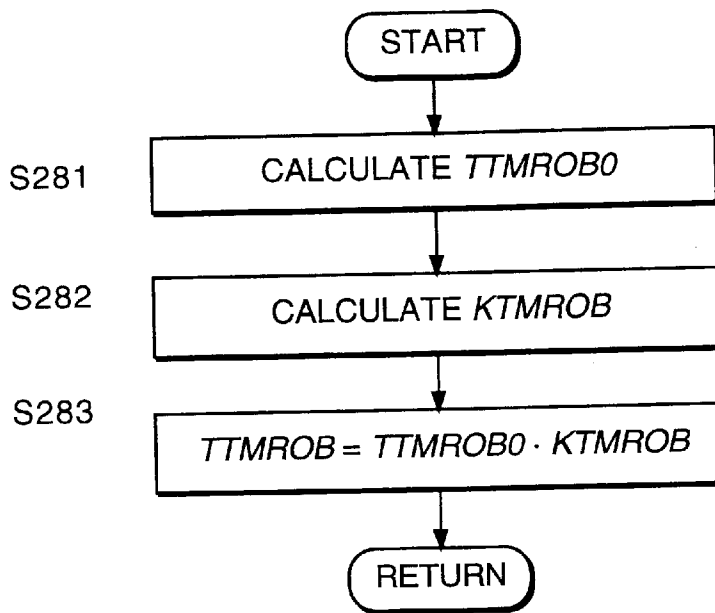 START
S281
CALCULATE TTMROB0
S282
CALCULATE KTMROB
S283
TTMROB = TTMROB0 · KTMROB
RETURN